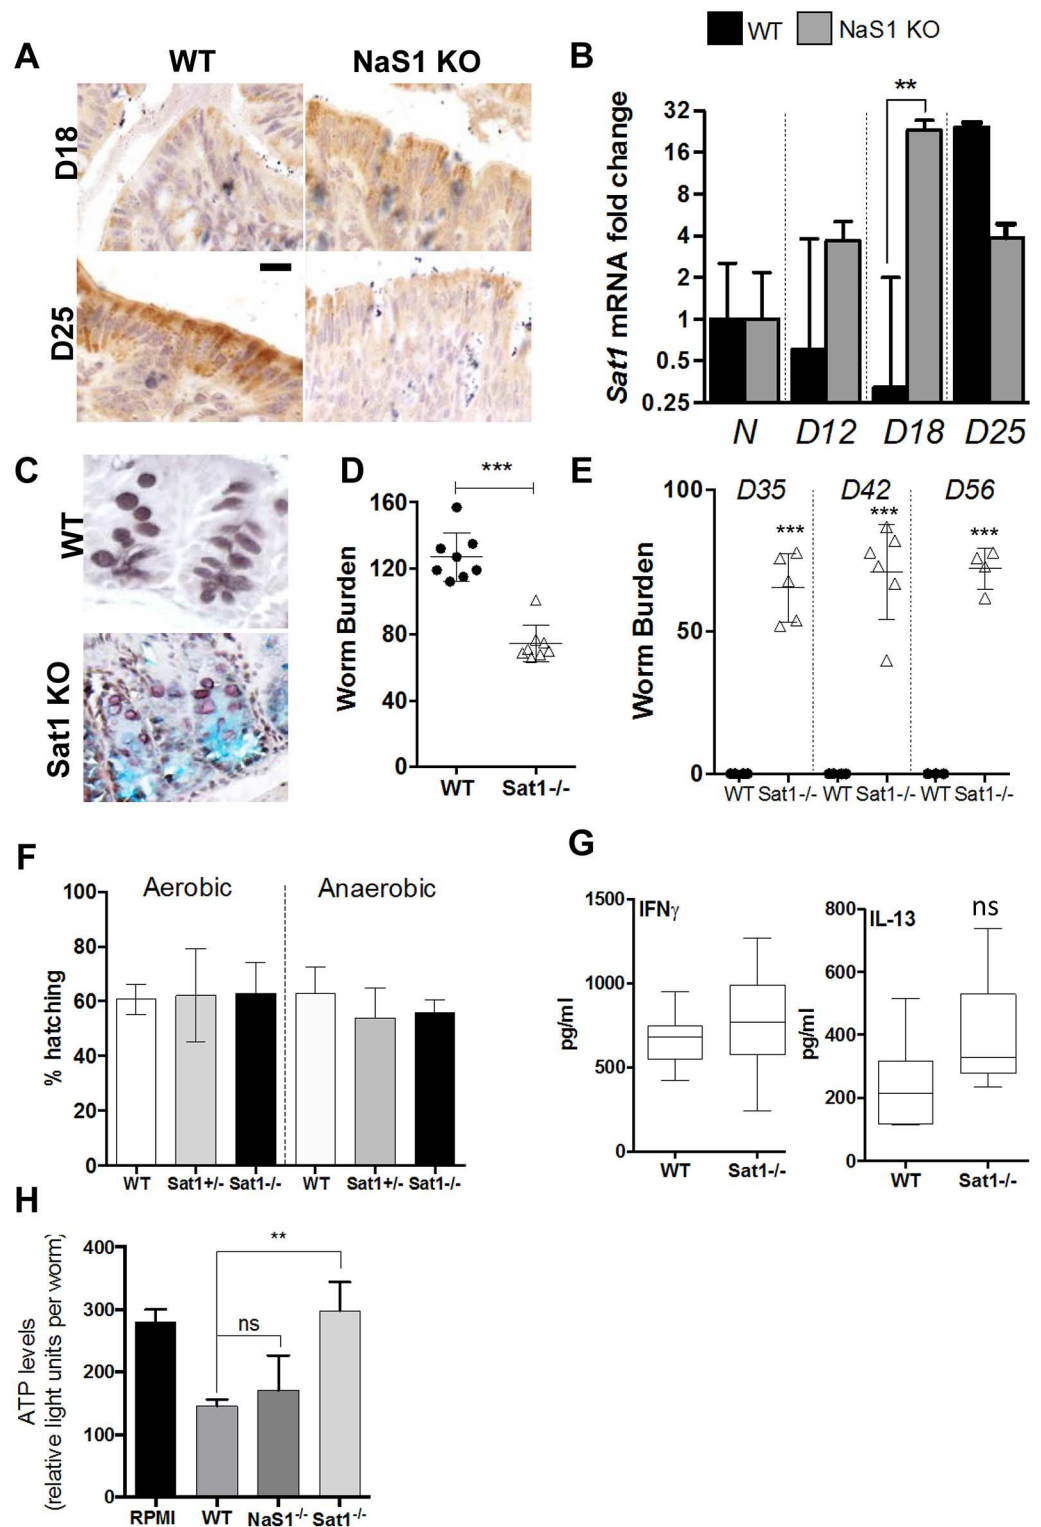 WT NaS1 KO
A
WT NaS1 KO
D18
D25
B
Sat1 mRNA fold change
**
32
16
8
4
2
1
0.5
0.25
N D12 D18 D25
C
WT
Sat1 KO
D
***
Worm Burden
160
120
80
40
0
WT Sat1-/-
E
D35 D42 D56
*** *** ***
Worm Burden
100
50
0
WT Sat1-/- WT Sat1-/- WT Sat1-/-
F
Aerobic Anaerobic
% hatching
100
80
60
40
20
0
WT Sat1+/- Sat1-/- WT Sat1+/- Sat1-/-
G
IFNγ
pg/ml
1500
1000
500
0
WT Sat1-/-
IL-13
ns
pg/ml
800
600
400
200
0
WT Sat1-/-
H
**
ns
ATP levels
(relative light units per worm)
400
300
200
100
0
RPMI WT NaS1-/- Sat1-/-